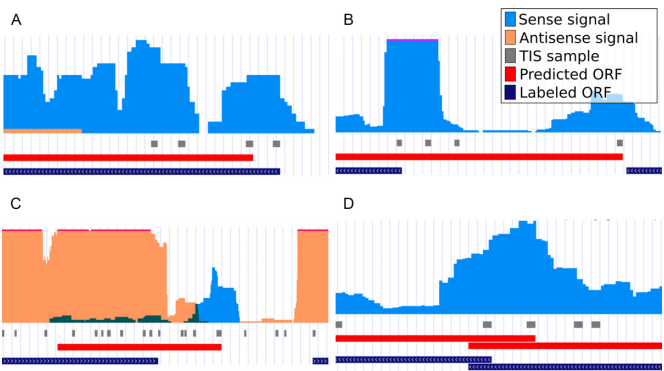 A
B
Sense signal
Antisense signal
TIS sample
Predicted ORF
Labeled ORF
C
D